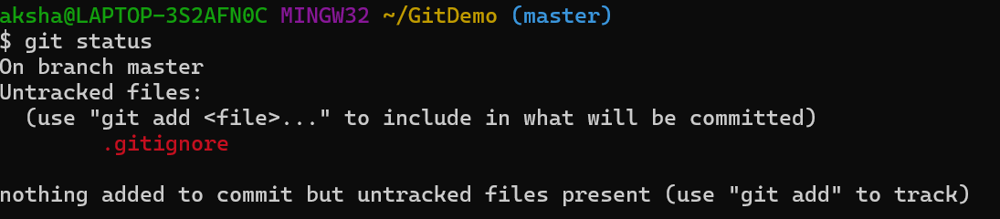 aksha@LAPTOP-3S2AFN0C MINGW32 ~/GitDemo (master)
$ git status
On branch master
Untracked files:
  (use "git add <file>..." to include in what will be committed)
        .gitignore

nothing added to commit but untracked files present (use "git add" to track)